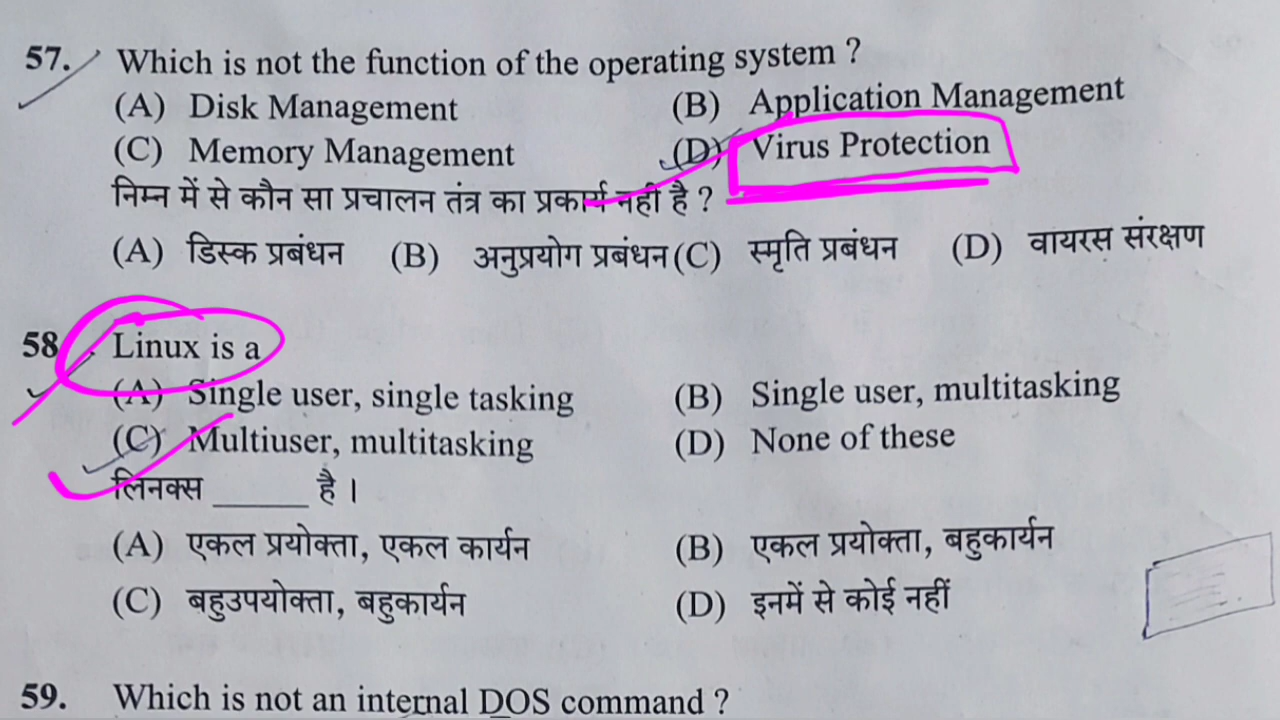 57. Which is not the function of the operating system ?
(A) Disk Management (B) Application Management
(C) Memory Management (D) Virus Protection
निम्न में से कौन सा प्रचालन तंत्र का प्रकार्य नहीं है ?
(A) डिस्क प्रबंधन (B) अनुप्रयोग प्रबंधन (C) स्मृति प्रबंधन (D) वायरस संरक्षण
58 Linux is a
(A) Single user, single tasking (B) Single user, multitasking
(C) Multiuser, multitasking (D) None of these
लिनक्स ______ है ।
(A) एकल प्रयोक्ता, एकल कार्यन (B) एकल प्रयोक्ता, बहुकार्यन
(C) बहुउपयोक्ता, बहुकार्यन (D) इनमें से कोई नहीं
59. Which is not an internal DOS command ?